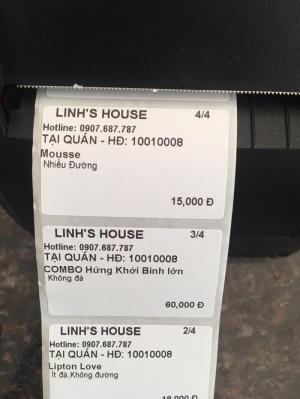 LINH'S HOUSE 4/4
Hotline: 0907.687.787
TẠI QUÁN - HĐ: 10010008
Mousse
Nhiều Đường
15,000 Đ
LINH'S HOUSE 3/4
Hotline: 0907.687.787
TẠI QUÁN - HĐ: 10010008
COMBO Hứng Khởi Bình lớn
Không đá
60,000 Đ
LINH'S HOUSE 2/4
Hotline: 0907.687.787
TẠI QUÁN - HĐ: 10010008
Lipton Love
Ít đá,Không đường
18,000 Đ